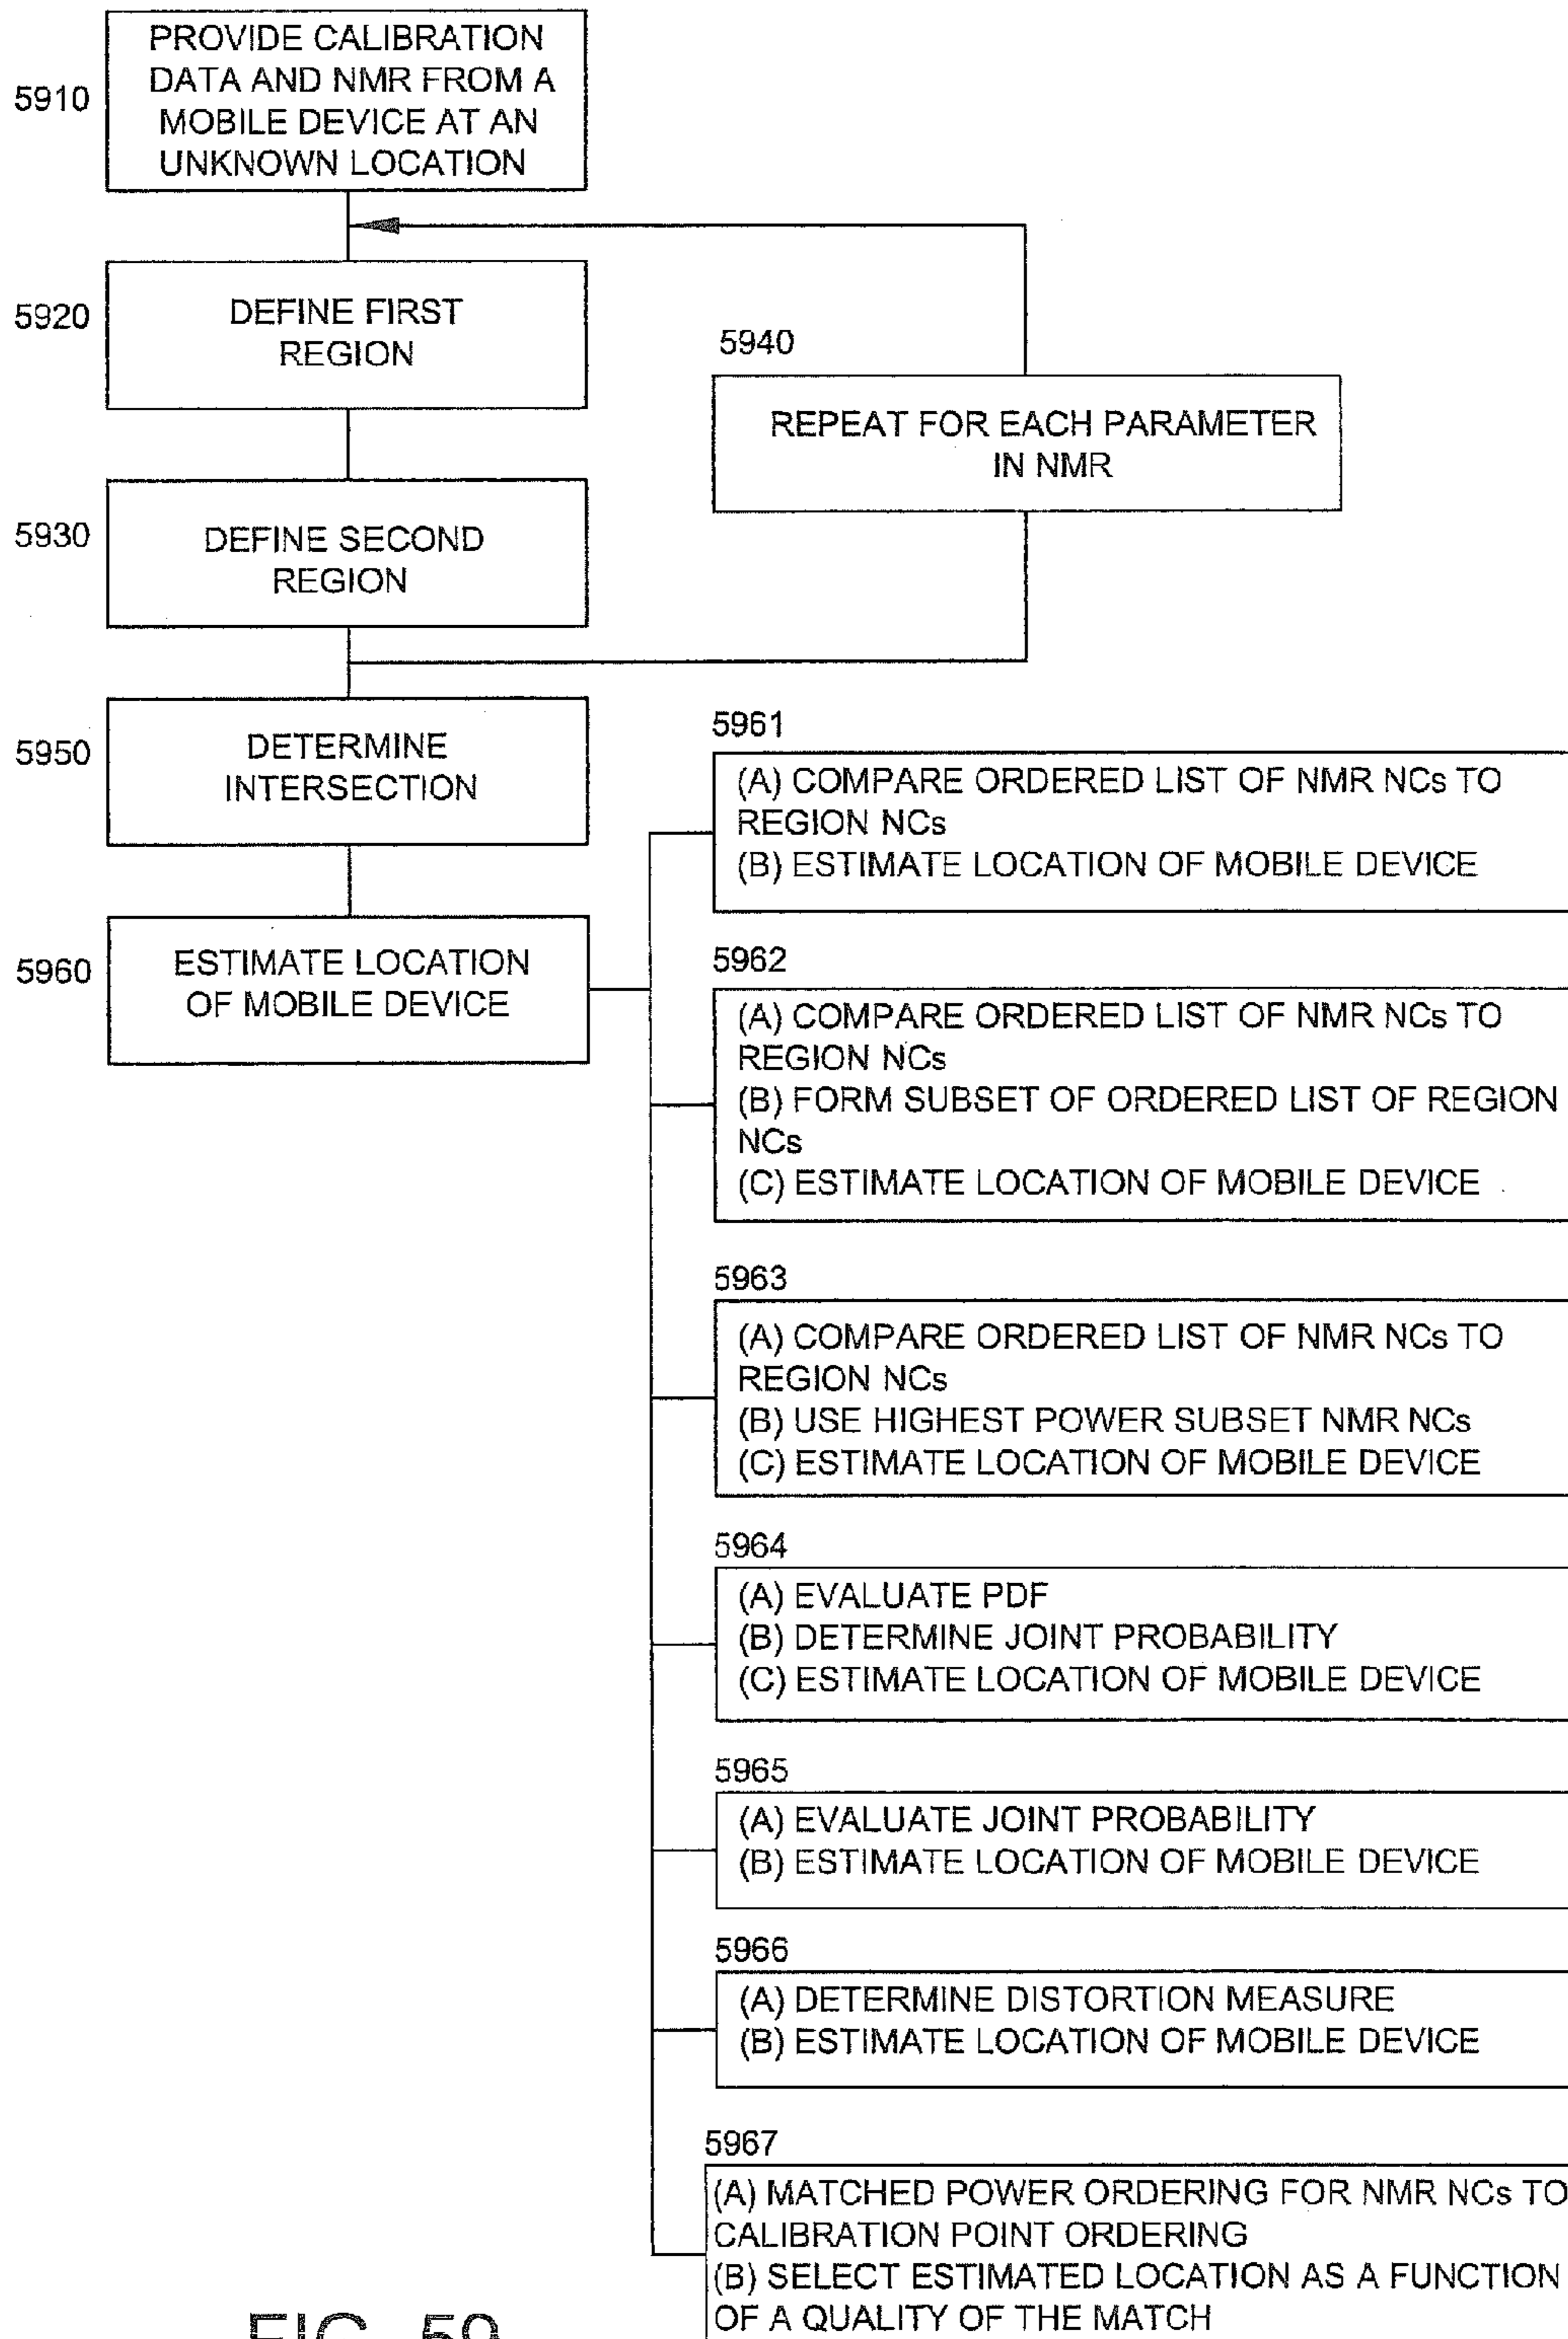 5910
PROVIDE CALIBRATION
DATA AND NMR FROM A
MOBILE DEVICE AT AN
UNKNOWN LOCATION
5920
DEFINE FIRST
REGION
5930
DEFINE SECOND
REGION
5940
REPEAT FOR EACH PARAMETER
IN NMR
5950
DETERMINE
INTERSECTION
5960
ESTIMATE LOCATION
OF MOBILE DEVICE
5961
(A) COMPARE ORDERED LIST OF NMR NCs TO
REGION NCs
(B) ESTIMATE LOCATION OF MOBILE DEVICE
5962
(A) COMPARE ORDERED LIST OF NMR NCs TO
REGION NCs
(B) FORM SUBSET OF ORDERED LIST OF REGION
NCs
(C) ESTIMATE LOCATION OF MOBILE DEVICE
5963
(A) COMPARE ORDERED LIST OF NMR NCs TO
REGION NCs
(B) USE HIGHEST POWER SUBSET NMR NCs
(C) ESTIMATE LOCATION OF MOBILE DEVICE
5964
(A) EVALUATE PDF
(B) DETERMINE JOINT PROBABILITY
(C) ESTIMATE LOCATION OF MOBILE DEVICE
5965
(A) EVALUATE JOINT PROBABILITY
(B) ESTIMATE LOCATION OF MOBILE DEVICE
5966
(A) DETERMINE DISTORTION MEASURE
(B) ESTIMATE LOCATION OF MOBILE DEVICE
5967
(A) MATCHED POWER ORDERING FOR NMR NCs TO
CALIBRATION POINT ORDERING
(B) SELECT ESTIMATED LOCATION AS A FUNCTION
OF A QUALITY OF THE MATCH
FIG. 59